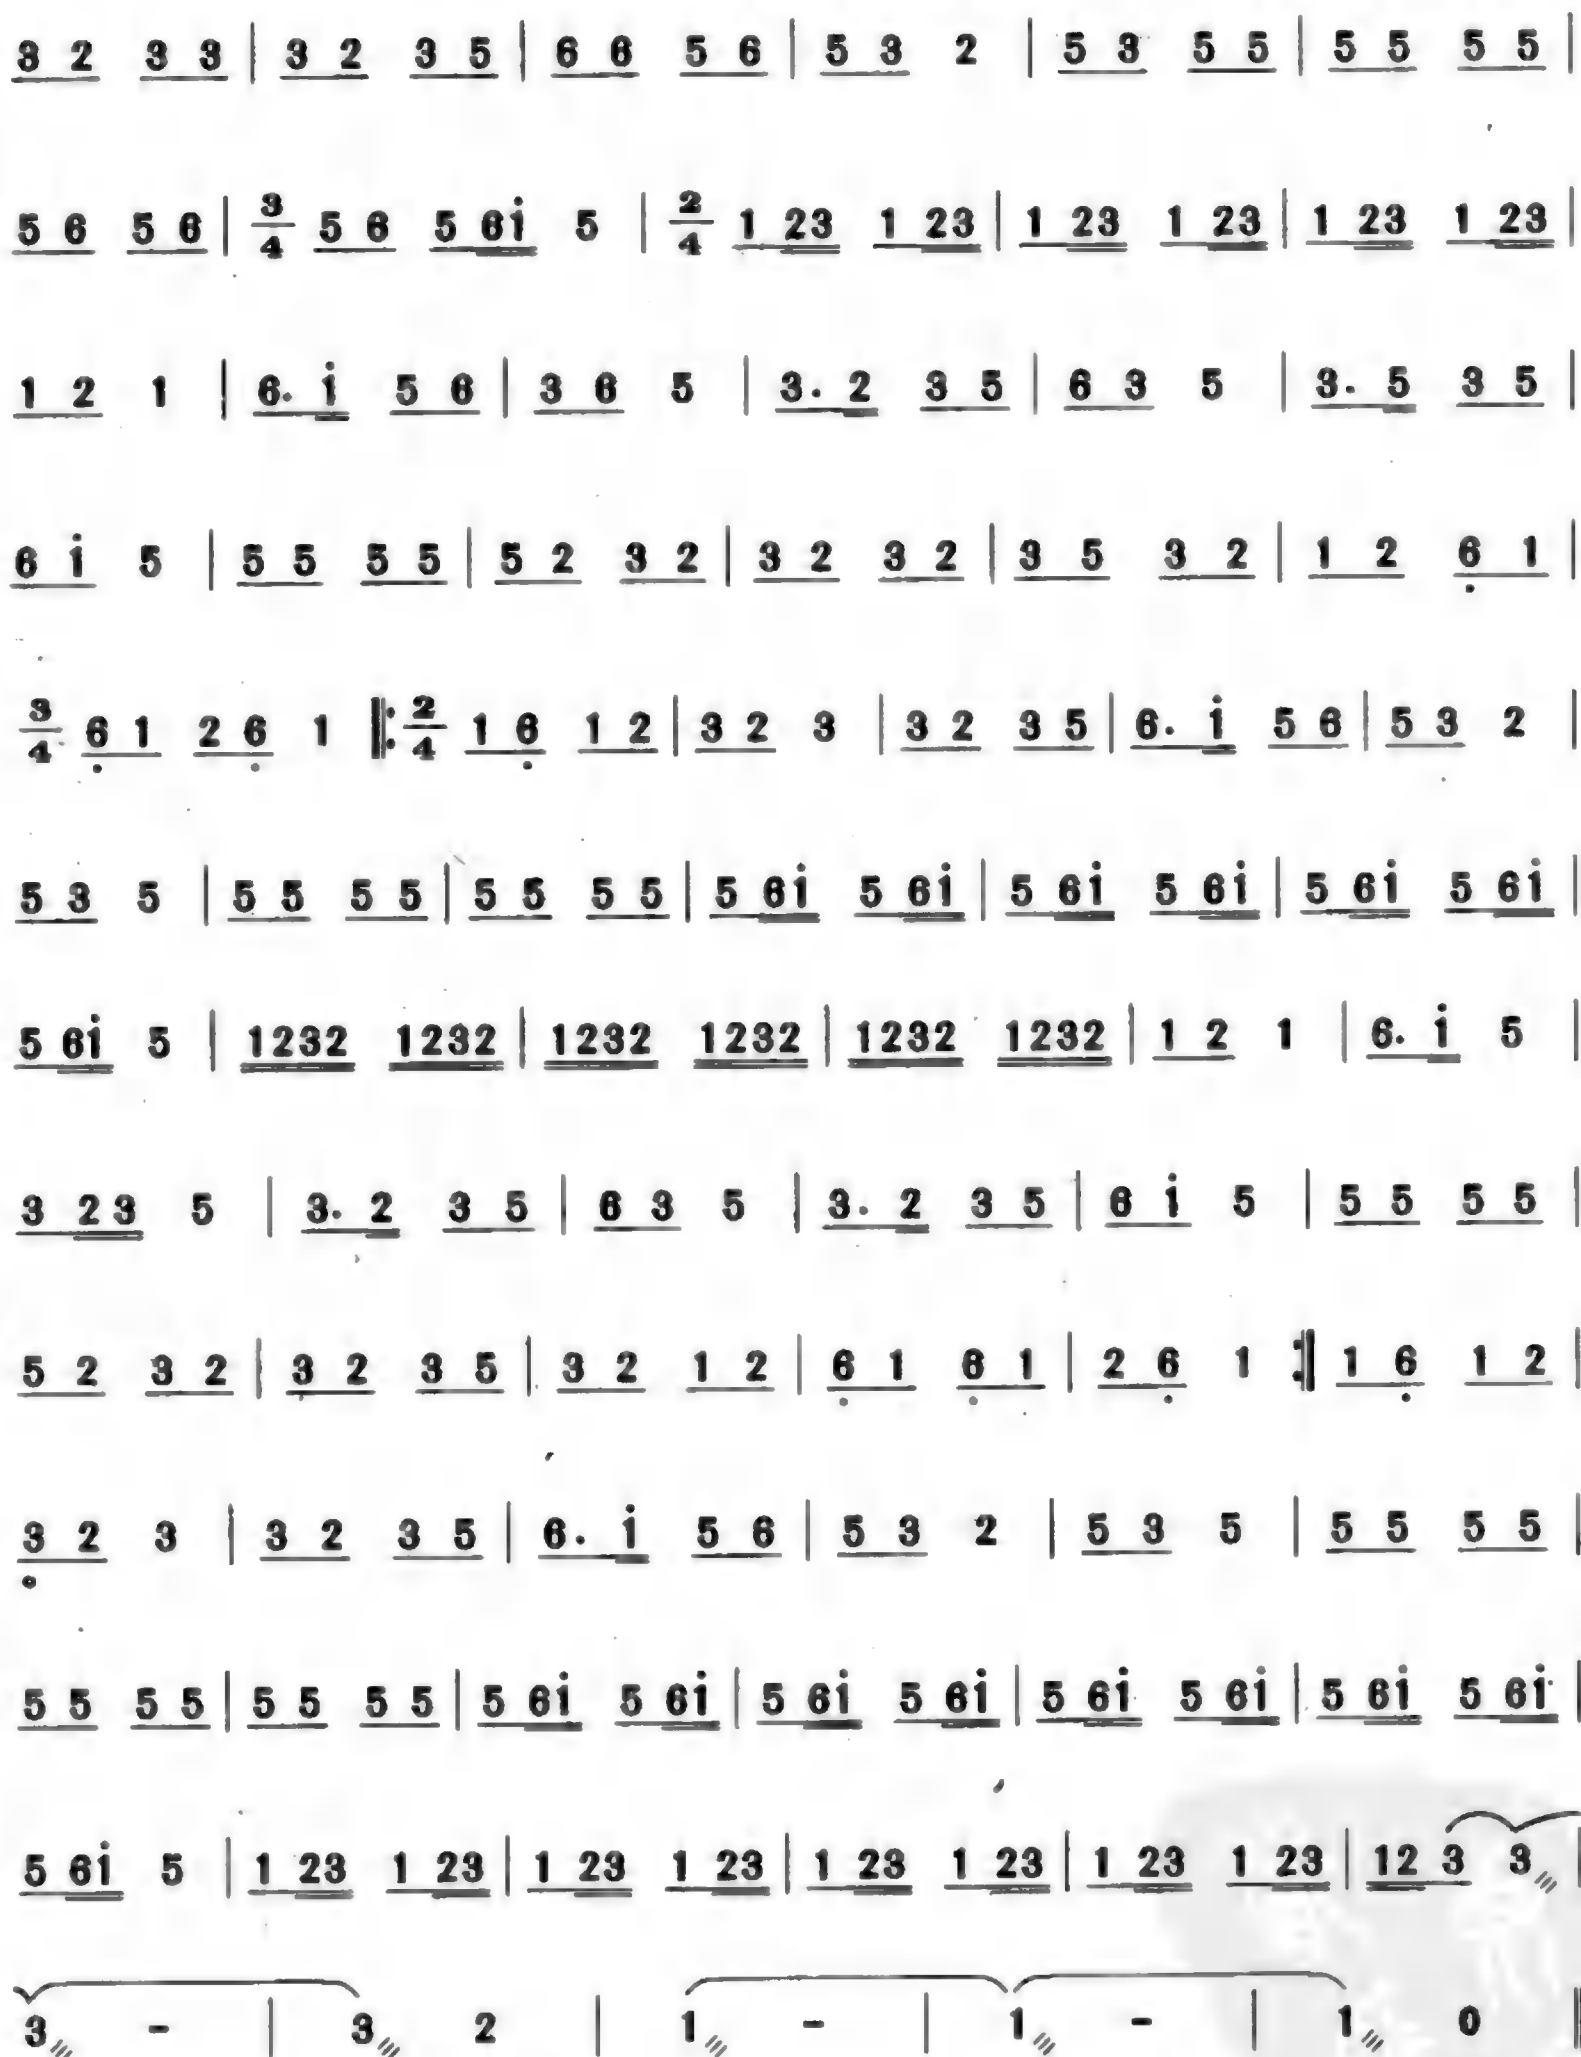 3 2 3 3 | 3 2 3 5 | 6 6 5 6 | 5 3 2 | 5 3 5 5 | 5 5 5 5 |
5 6 5 6 | 3/4 5 6 5 6i 5 | 2/4 1 23 1 23 | 1 23 1 23 | 1 23 1 23 |
1 2 1 | 6. i 5 6 | 3 6 5 | 3. 2 3 5 | 6 3 5 | 3. 5 3 5 |
6 i 5 | 5 5 5 5 | 5 2 3 2 | 3 2 3 2 | 3 5 3 2 | 1 2 6̣ 1 |
3/4 6̣ 1 2 6̣ 1 ‖: 2/4 1 6̣ 1 2 | 3 2 3 | 3 2 3 5 | 6. i 5 6 | 5 3 2 |
5 3 5 | 5 5 5 5 | 5 5 5 5 | 5 6i 5 6i | 5 6i 5 6i | 5 6i 5 6i |
5 6i 5 | 1232 1232 | 1232 1232 | 1232 1232 | 1 2 1 | 6. i 5 |
3 23 5 | 3. 2 3 5 | 6 3 5 | 3. 2 3 5 | 6 i 5 | 5 5 5 5 |
5 2 3 2 | 3 2 3 5 | 3 2 1 2 | 6̣ 1 6̣ 1 | 2 6̣ 1 :‖ 1 6̣ 1 2 |
3̣ 2 3 | 3 2 3 5 | 6. i 5 6 | 5 3 2 | 5 3 5 | 5 5 5 5 |
5 5 5 5 | 5 5 5 5 | 5 6i 5 6i | 5 6i 5 6i | 5 6i 5 6i | 5 6i 5 6i |
5 6i 5 | 1 23 1 23 | 1 23 1 23 | 1 23 1 23 | 1 23 1 23 | 12 3 3/// |
3/// - | 3/// 2 | 1/// - | 1/// - | 1/// 0 ‖